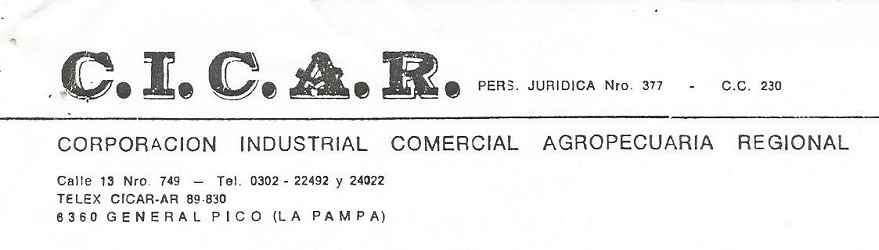 C.I.C.A.R. PERS. JURIDICA Nro. 377 - C.C. 230
CORPORACION INDUSTRIAL COMERCIAL AGROPECUARIA REGIONAL
Calle 13 Nro. 749 — Tel. 0302 - 22492 y 24022
TELEX CICAR-AR 89-830
6360 GENERAL PICO (LA PAMPA)